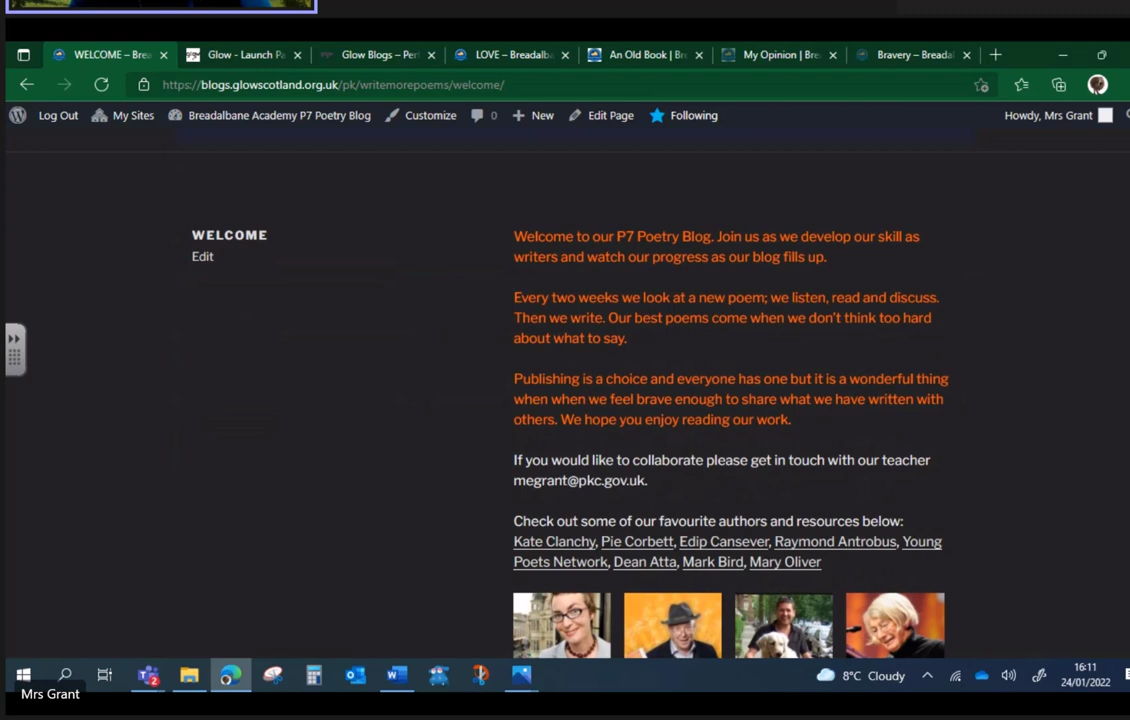 WELCOME – Brea
Glow - Launch Pa
Glow Blogs – Pert
LOVE – Breadalba
An Old Book | Bre
My Opinion | Brea
Bravery – Breadal
https://blogs.glowscotland.org.uk/pk/writemorepoems/welcome/
Log Out My Sites Breadalbane Academy P7 Poetry Blog Customize 0 New Edit Page Following Howdy, Mrs Grant
WELCOME
Edit
Welcome to our P7 Poetry Blog. Join us as we develop our skill as
writers and watch our progress as our blog fills up.
Every two weeks we look at a new poem; we listen, read and discuss.
Then we write. Our best poems come when we don't think too hard
about what to say.
Publishing is a choice and everyone has one but it is a wonderful thing
when when we feel brave enough to share what we have written with
others. We hope you enjoy reading our work.
If you would like to collaborate please get in touch with our teacher
megrant@pkc.gov.uk.
Check out some of our favourite authors and resources below:
Kate Clanchy, Pie Corbett, Edip Cansever, Raymond Antrobus, Young
Poets Network, Dean Atta, Mark Bird, Mary Oliver
8°C Cloudy
16:11
24/01/2022
Mrs Grant